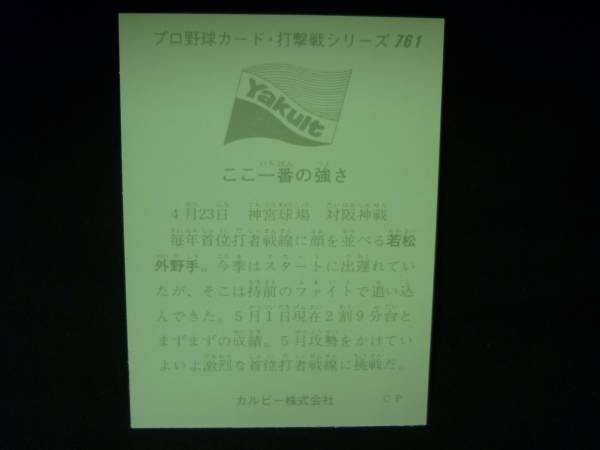 プロ野球カード・打撃戦シリーズ 761
Yakult
ここ一番の強さ
4月23日 神宮球場 対阪神戦
毎年首位打者戦線に顔を並べる若松
外野手。今季はスタートに出遅れてい
たが、そこは持前のファイトで追い込
んできた。5月1日現在2割9分台と
まずまずの成績。5月攻勢をかけてい
よいよ激烈な首位打者戦線に挑戦だ。
カルビー株式会社 CP